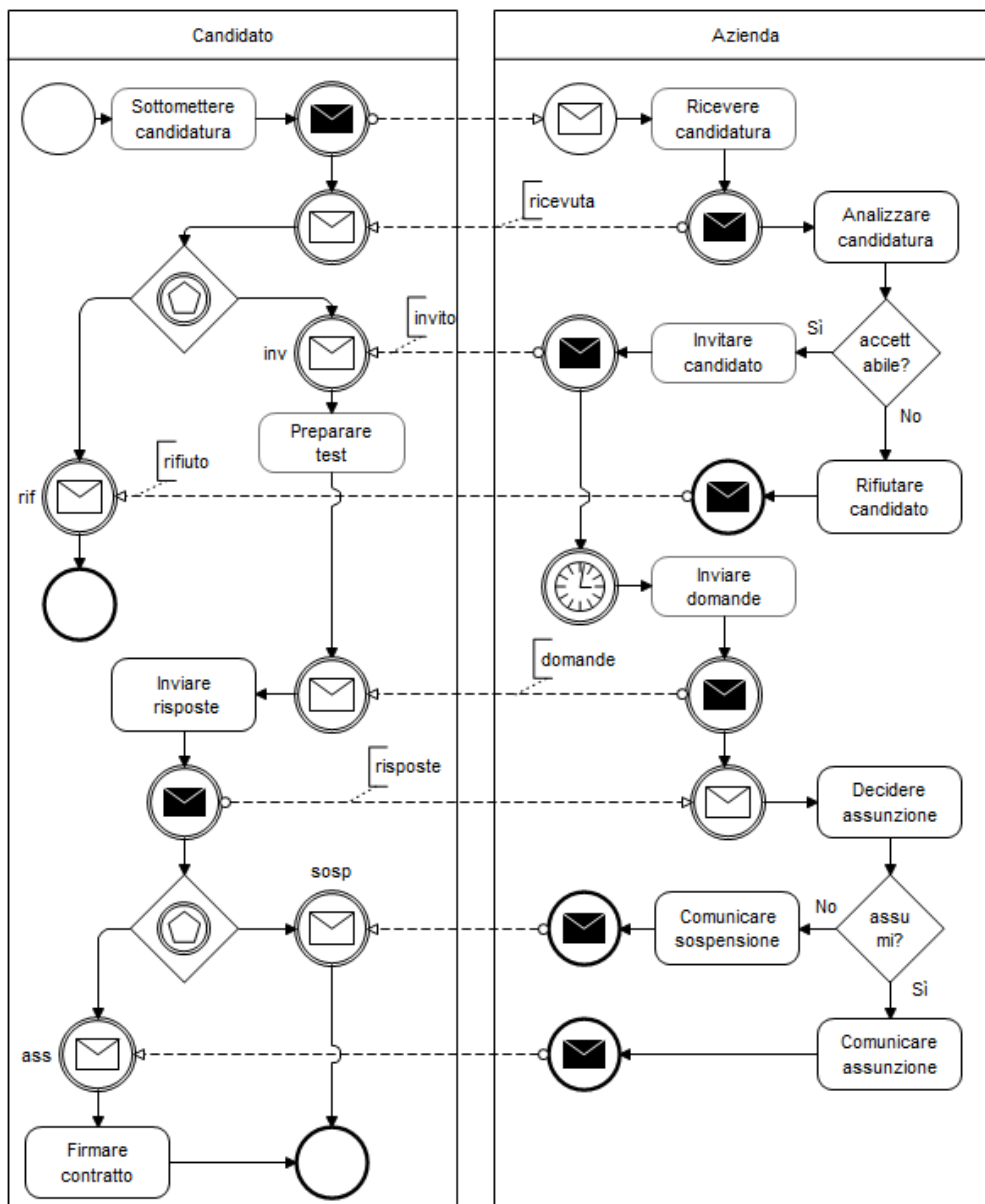 Candidato
Azienda
Sottomettere
candidatura
Ricevere
candidatura
ricevuta
Analizzare
candidatura
invito
inv
Invitare
candidato
Sì
accett
abile?
No
Preparare
test
rifiuto
rif
Rifiutare
candidato
Inviare
domande
domande
Inviare
risposte
risposte
Decidere
assunzione
sosp
Comunicare
sospensione
No
assu
mi?
Sì
ass
Comunicare
assunzione
Firmare
contratto